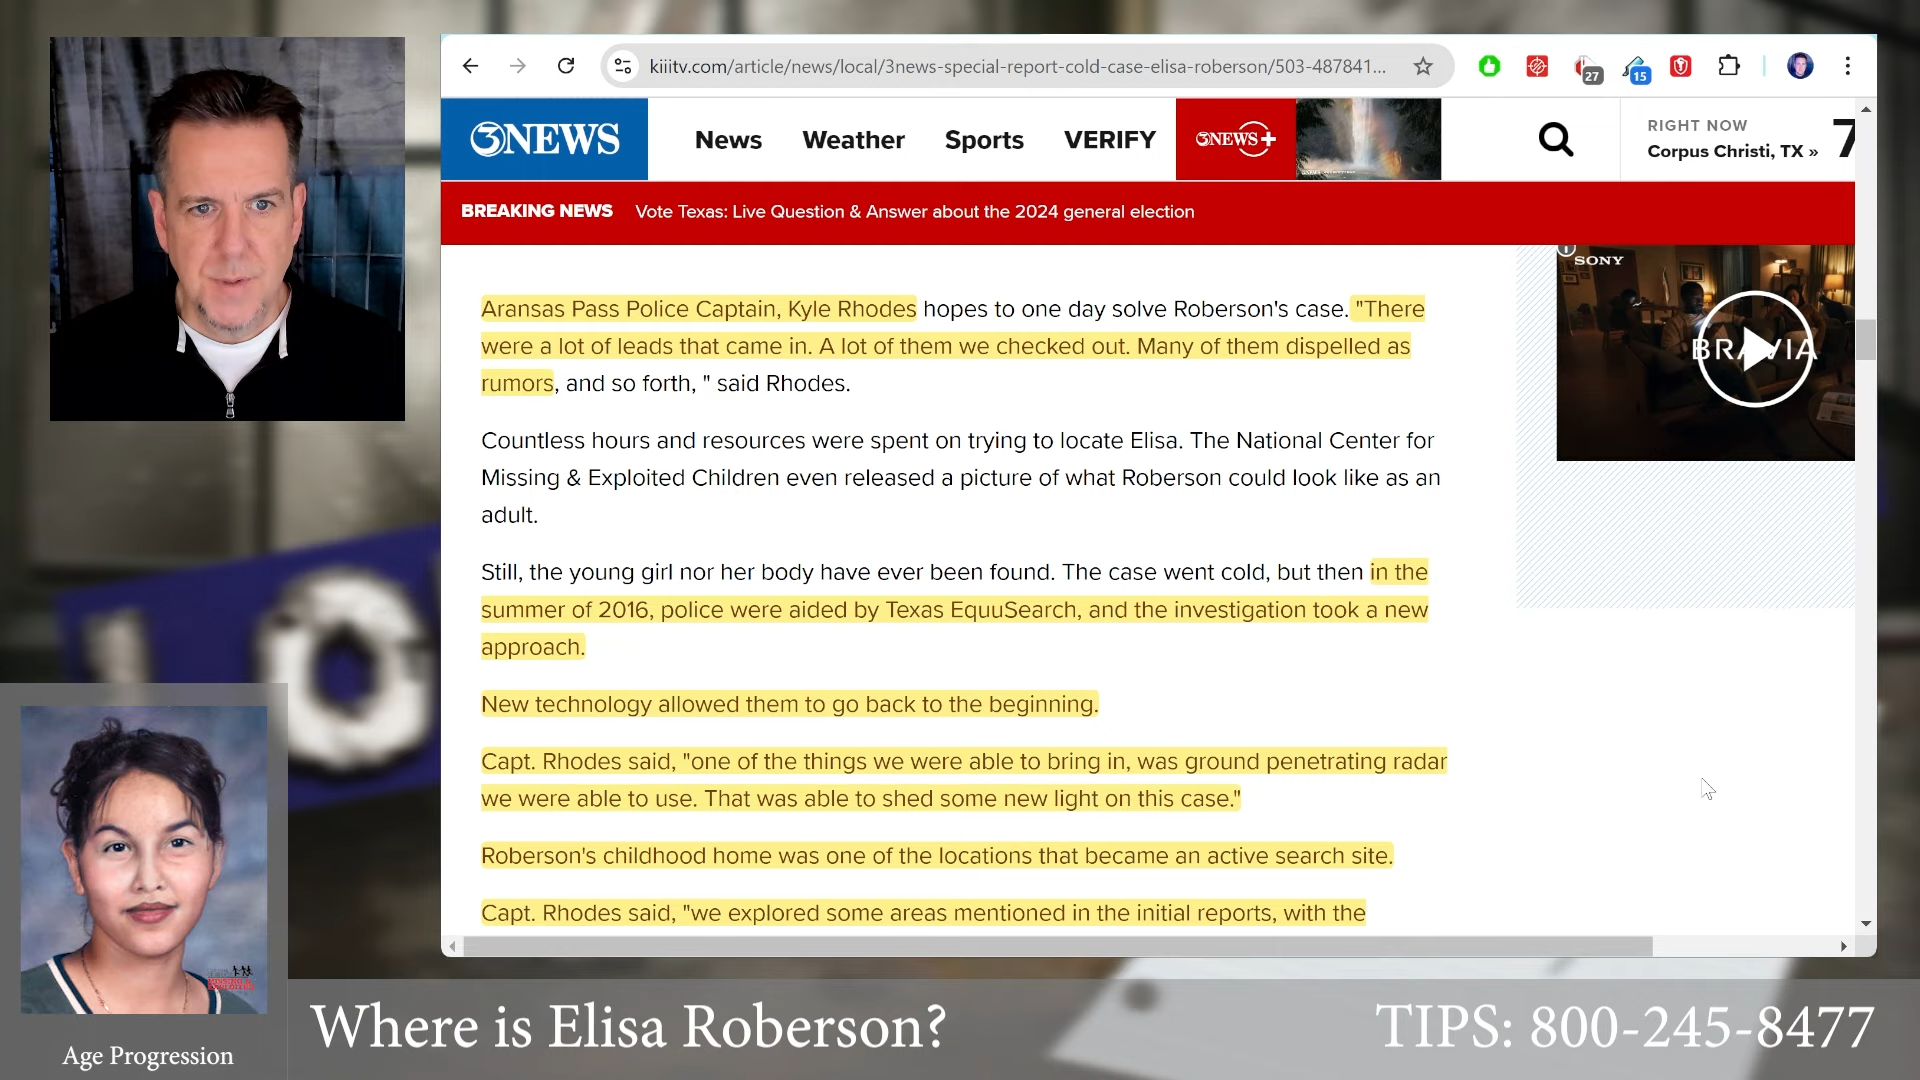 kiiitv.com/article/news/local/3news-special-report-cold-case-elisa-roberson/503-487841...
27
15
3NEWS
News
Weather
Sports
VERIFY
3NEWS+
RIGHT NOW
Corpus Christi, TX »
7
BREAKING NEWS Vote Texas: Live Question & Answer about the 2024 general election
SONY
BRAVIA
Aransas Pass Police Captain, Kyle Rhodes hopes to one day solve Roberson's case. "There
were a lot of leads that came in. A lot of them we checked out. Many of them dispelled as
rumors, and so forth, " said Rhodes.
Countless hours and resources were spent on trying to locate Elisa. The National Center for
Missing & Exploited Children even released a picture of what Roberson could look like as an
adult.
Still, the young girl nor her body have ever been found. The case went cold, but then in the
summer of 2016, police were aided by Texas EquuSearch, and the investigation took a new
approach.
New technology allowed them to go back to the beginning.
Capt. Rhodes said, "one of the things we were able to bring in, was ground penetrating radar
we were able to use. That was able to shed some new light on this case."
Roberson's childhood home was one of the locations that became an active search site.
Capt. Rhodes said, "we explored some areas mentioned in the initial reports, with the
Age Progression
Where is Elisa Roberson?
TIPS: 800-245-8477